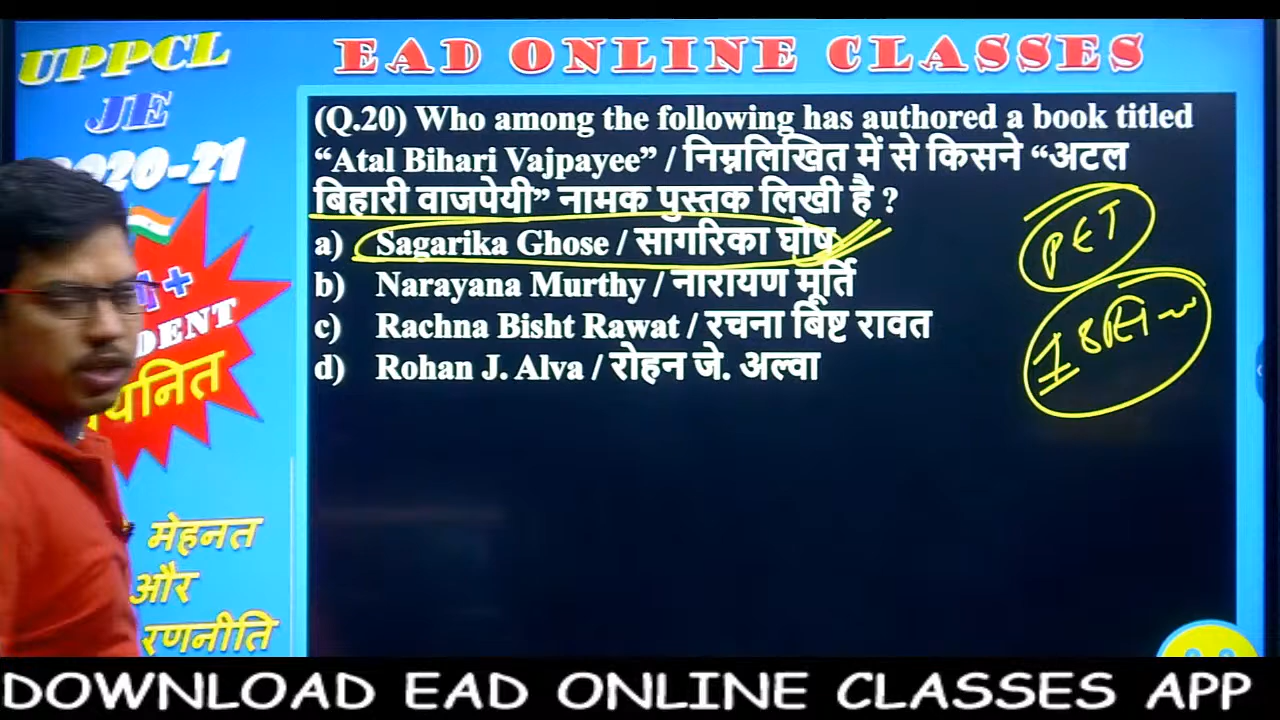 UPPCL
JE
2020-21
EAD ONLINE CLASSES
(Q.20) Who among the following has authored a book titled
“Atal Bihari Vajpayee” / निम्नलिखित में से किसने “अटल
बिहारी वाजपेयी” नामक पुस्तक लिखी है ?
a) Sagarika Ghose / सागरिका घोष
b) Narayana Murthy / नारायण मूर्ति
c) Rachna Bisht Rawat / रचना बिष्ट रावत
d) Rohan J. Alva / रोहन जे. अल्वा
PET
मेहनत
और
रणनीति
DOWNLOAD EAD ONLINE CLASSES APP